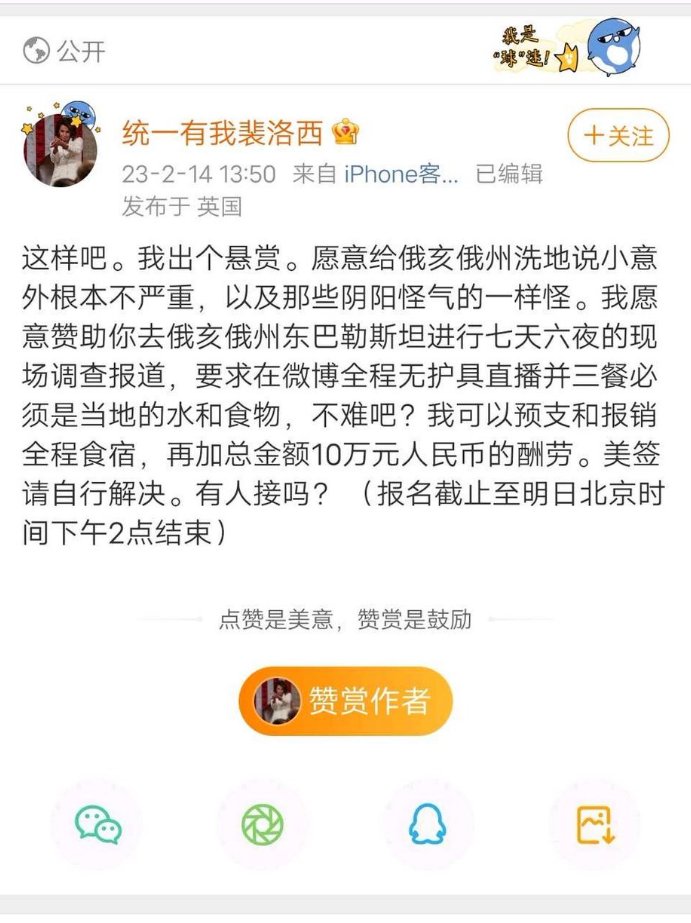 公开
我是
"球"迷!
统一有我裴洛西
+关注
23-2-14 13:50 来自 iPhone客... 已编辑
发布于 英国
这样吧。我出个悬赏。愿意给俄亥俄州洗地说小意
外根本不严重，以及那些阴阳怪气的一样怪。我愿
意赞助你去俄亥俄州东巴勒斯坦进行七天六夜的现
场调查报道，要求在微博全程无护具直播并三餐必
须是当地的水和食物，不难吧？我可以预支和报销
全程食宿，再加总金额10万元人民币的酬劳。美签
请自行解决。有人接吗？（报名截止至明日北京时
间下午2点结束）
点赞是美意，赞赏是鼓励
赞赏作者